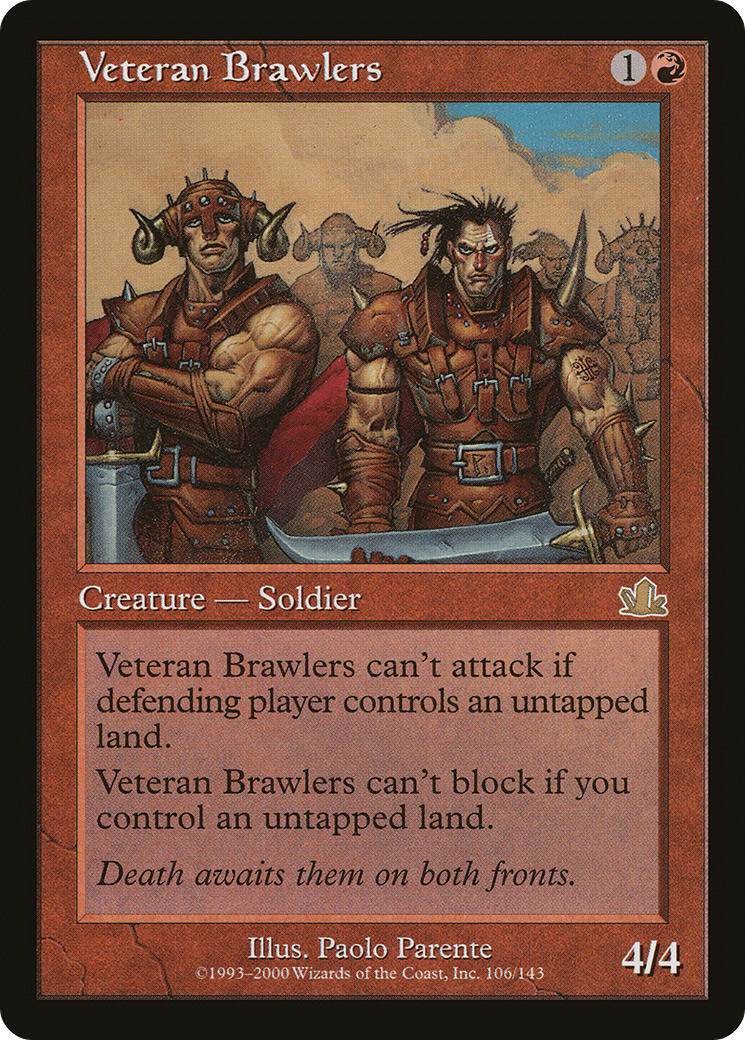 Veteran Brawlers 1
Creature — Soldier
Veteran Brawlers can't attack if
defending player controls an untapped
land.
Veteran Brawlers can't block if you
control an untapped land.
Death awaits them on both fronts.
Illus. Paolo Parente
©1993–2000 Wizards of the Coast, Inc. 106/143
4/4